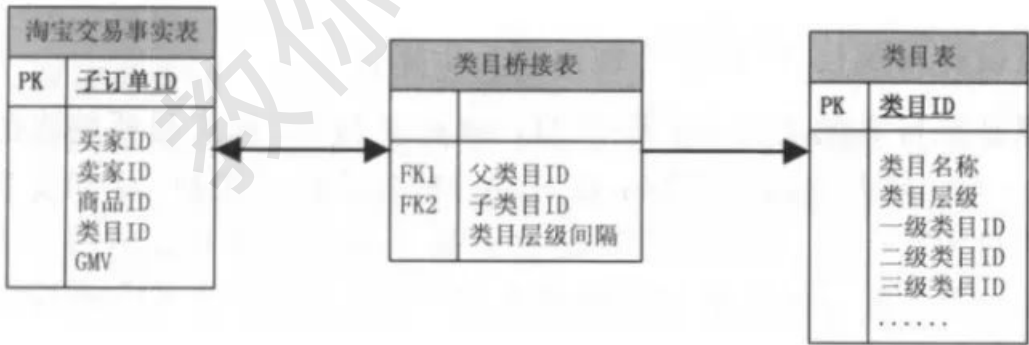 淘宝交易事实表
PK 子订单ID
买家ID
卖家ID
商品ID
类目ID
GMV
类目桥接表
FK1 父类目ID
FK2 子类目ID
类目层级间隔
类目表
PK 类目ID
类目名称
类目层级
一级类目ID
二级类目ID
三级类目ID
......
教你